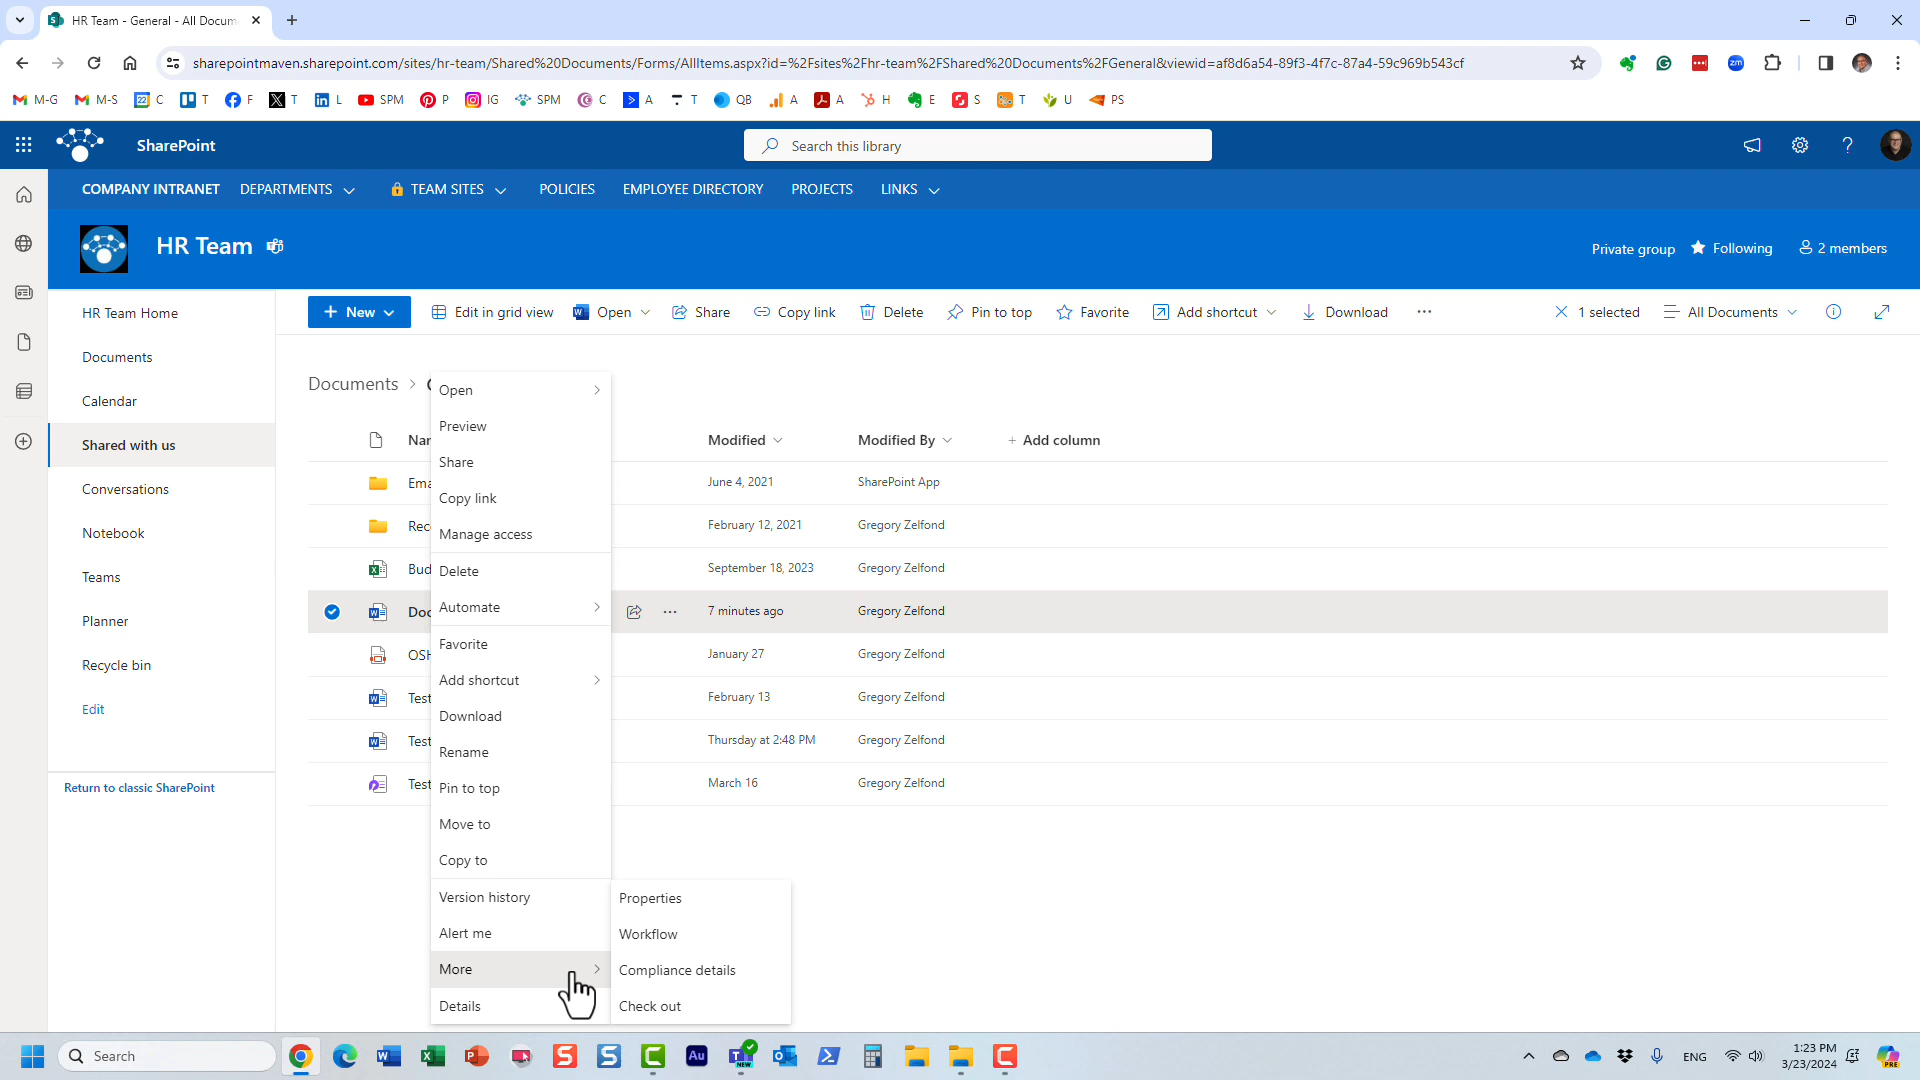 HR Team - General - All Docum
sharepointmaven.sharepoint.com/sites/hr-team/Shared%20Documents/Forms/AllItems.aspx?id=%2Fsites%2Fhr-team%2FShared%20Documents%2FGeneral&viewid=af8d6a54-89f3-4f7c-87a4-59c969b543cf
M-G M-S C T F T L SPM P IG SPM C A T QB A A H E S T U PS
SharePoint
Search this library
COMPANY INTRANET DEPARTMENTS TEAM SITES POLICIES EMPLOYEE DIRECTORY PROJECTS LINKS
HR Team
Private group Following 2 members
HR Team Home
Documents
Calendar
Shared with us
Conversations
Notebook
Teams
Planner
Recycle bin
Edit
Return to classic SharePoint
New Edit in grid view Open Share Copy link Delete Pin to top Favorite Add shortcut Download ··· 1 selected All Documents
Documents >
Modified Modified By + Add column
June 4, 2021 SharePoint App
February 12, 2021 Gregory Zelfond
September 18, 2023 Gregory Zelfond
7 minutes ago Gregory Zelfond
January 27 Gregory Zelfond
Test February 13 Gregory Zelfond
Test Thursday at 2:48 PM Gregory Zelfond
Test March 16 Gregory Zelfond
Open
Preview
Share
Copy link
Manage access
Delete
Automate
Favorite
Add shortcut
Download
Rename
Pin to top
Move to
Copy to
Version history
Alert me
More
Details
Properties
Workflow
Compliance details
Check out
Search
ENG
1:23 PM
3/23/2024